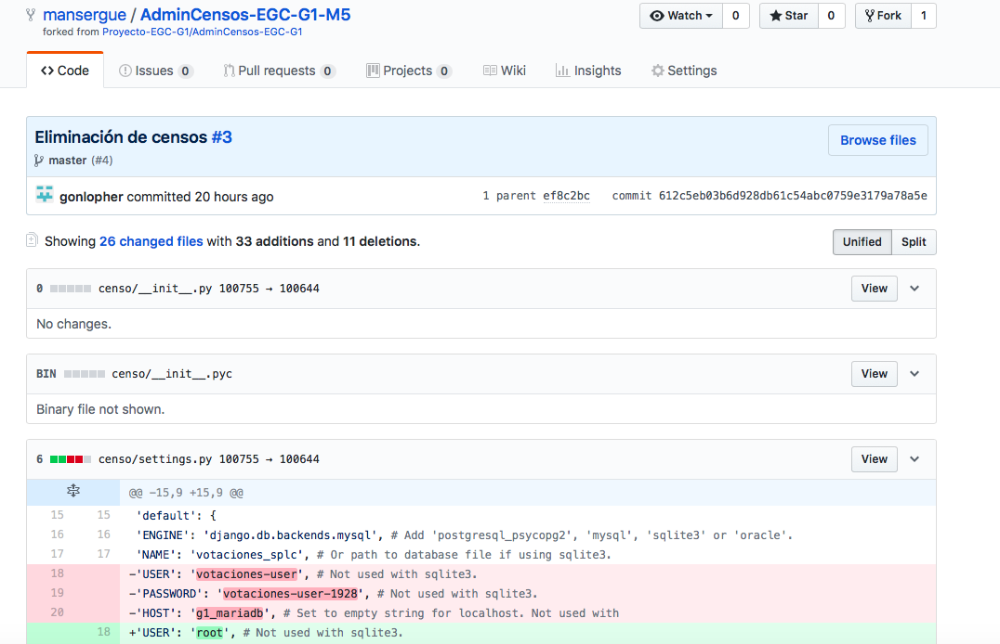 mansergue / AdminCensos-EGC-G1-M5
Watch 0 Star 0 Fork 1
forked from Proyecto-EGC-G1/AdminCensos-EGC-G1
Code Issues 0 Pull requests 0 Projects 0 Wiki Insights Settings
Eliminación de censos #3
Browse files
master (#4)
gonlopher committed 20 hours ago 1 parent ef8c2bc commit 612c5eb03b6d928db61c54abc0759e3179a78a5e
Showing 26 changed files with 33 additions and 11 deletions.
Unified Split
0 censo/__init__.py 100755 → 100644 View
No changes.
BIN censo/__init__.pyc View
Binary file not shown.
6 censo/settings.py 100755 → 100644 View
@@ -15,9 +15,9 @@
15 15 'default': {
16 16 'ENGINE': 'django.db.backends.mysql', # Add 'postgresql_psycopg2', 'mysql', 'sqlite3' or 'oracle'.
17 17 'NAME': 'votaciones_splc', # Or path to database file if using sqlite3.
18 -'USER': 'votaciones-user', # Not used with sqlite3.
19 -'PASSWORD': 'votaciones-user-1928', # Not used with sqlite3.
20 -'HOST': 'g1_mariadb', # Set to empty string for localhost. Not used with
18 +'USER': 'root', # Not used with sqlite3.